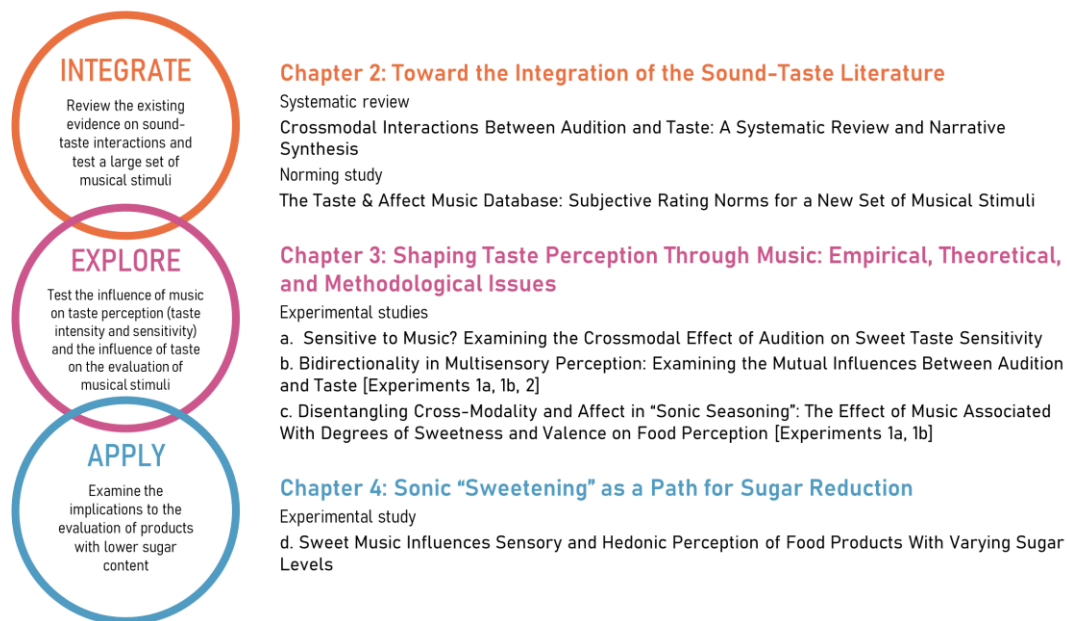 INTEGRATE
Review the existing
evidence on sound-
taste interactions and
test a large set of
musical stimuli
Chapter 2: Toward the Integration of the Sound-Taste Literature
Systematic review
Crossmodal Interactions Between Audition and Taste: A Systematic Review and Narrative
Synthesis
Norming study
The Taste & Affect Music Database: Subjective Rating Norms for a New Set of Musical Stimuli
EXPLORE
Test the influence of music
on taste perception (taste
intensity and sensitivity)
and the influence of taste
on the evaluation of
musical stimuli
Chapter 3: Shaping Taste Perception Through Music: Empirical, Theoretical,
and Methodological Issues
Experimental studies
a. Sensitive to Music? Examining the Crossmodal Effect of Audition on Sweet Taste Sensitivity
b. Bidirectionality in Multisensory Perception: Examining the Mutual Influences Between Audition
and Taste [Experiments 1a, 1b, 2]
c. Disentangling Cross-Modality and Affect in “Sonic Seasoning”: The Effect of Music Associated
With Degrees of Sweetness and Valence on Food Perception [Experiments 1a, 1b]
APPLY
Examine the
implications to the
evaluation of products
with lower sugar
content
Chapter 4: Sonic “Sweetening” as a Path for Sugar Reduction
Experimental study
d. Sweet Music Influences Sensory and Hedonic Perception of Food Products With Varying Sugar
Levels